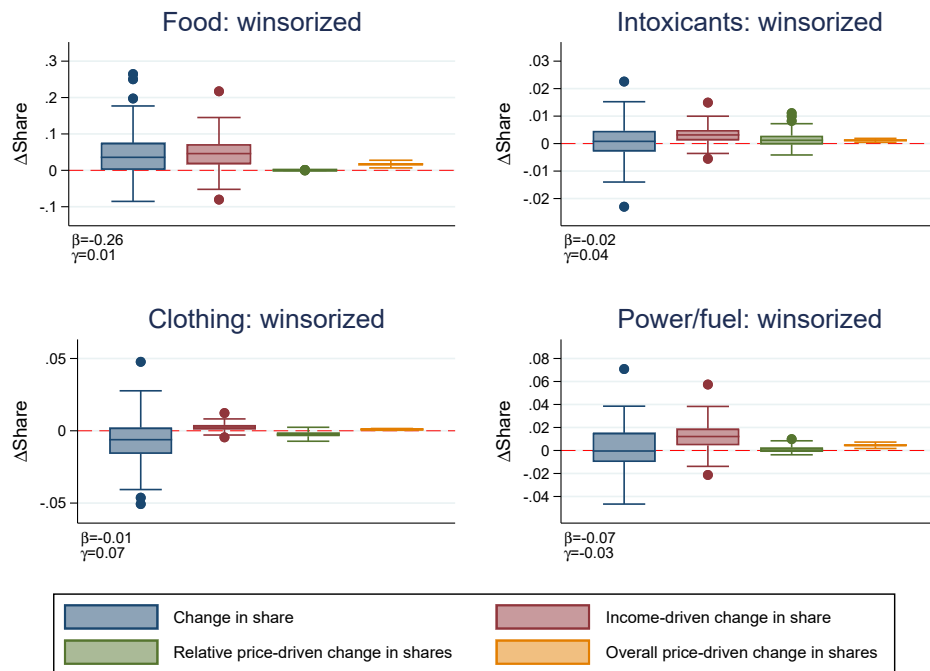 Food: winsorized
ΔShare
.3
.2
.1
0
-.1
β=-0.26
γ=0.01
Intoxicants: winsorized
ΔShare
.03
.02
.01
0
-.01
-.02
β=-0.02
γ=0.04
Clothing: winsorized
ΔShare
.05
0
-.05
β=-0.01
γ=0.07
Power/fuel: winsorized
ΔShare
.08
.06
.04
.02
0
-.02
-.04
β=-0.07
γ=-0.03
Change in share
Income-driven change in share
Relative price-driven change in shares
Overall price-driven change in shares